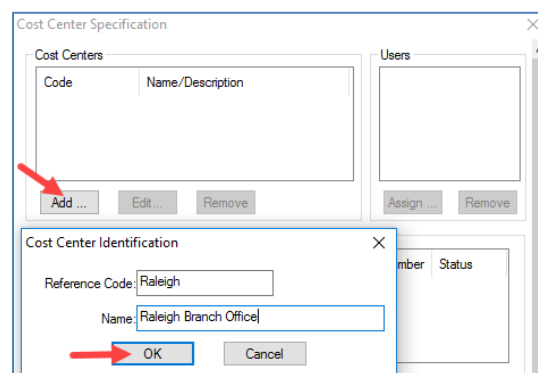 Cost Center Specification
Cost Centers
Users
Code Name/Description
Add ... Edit... Remove
Assign ... Remove
Cost Center Identification
Reference Code: Raleigh
Name: Raleigh Branch Office
OK Cancel
Status